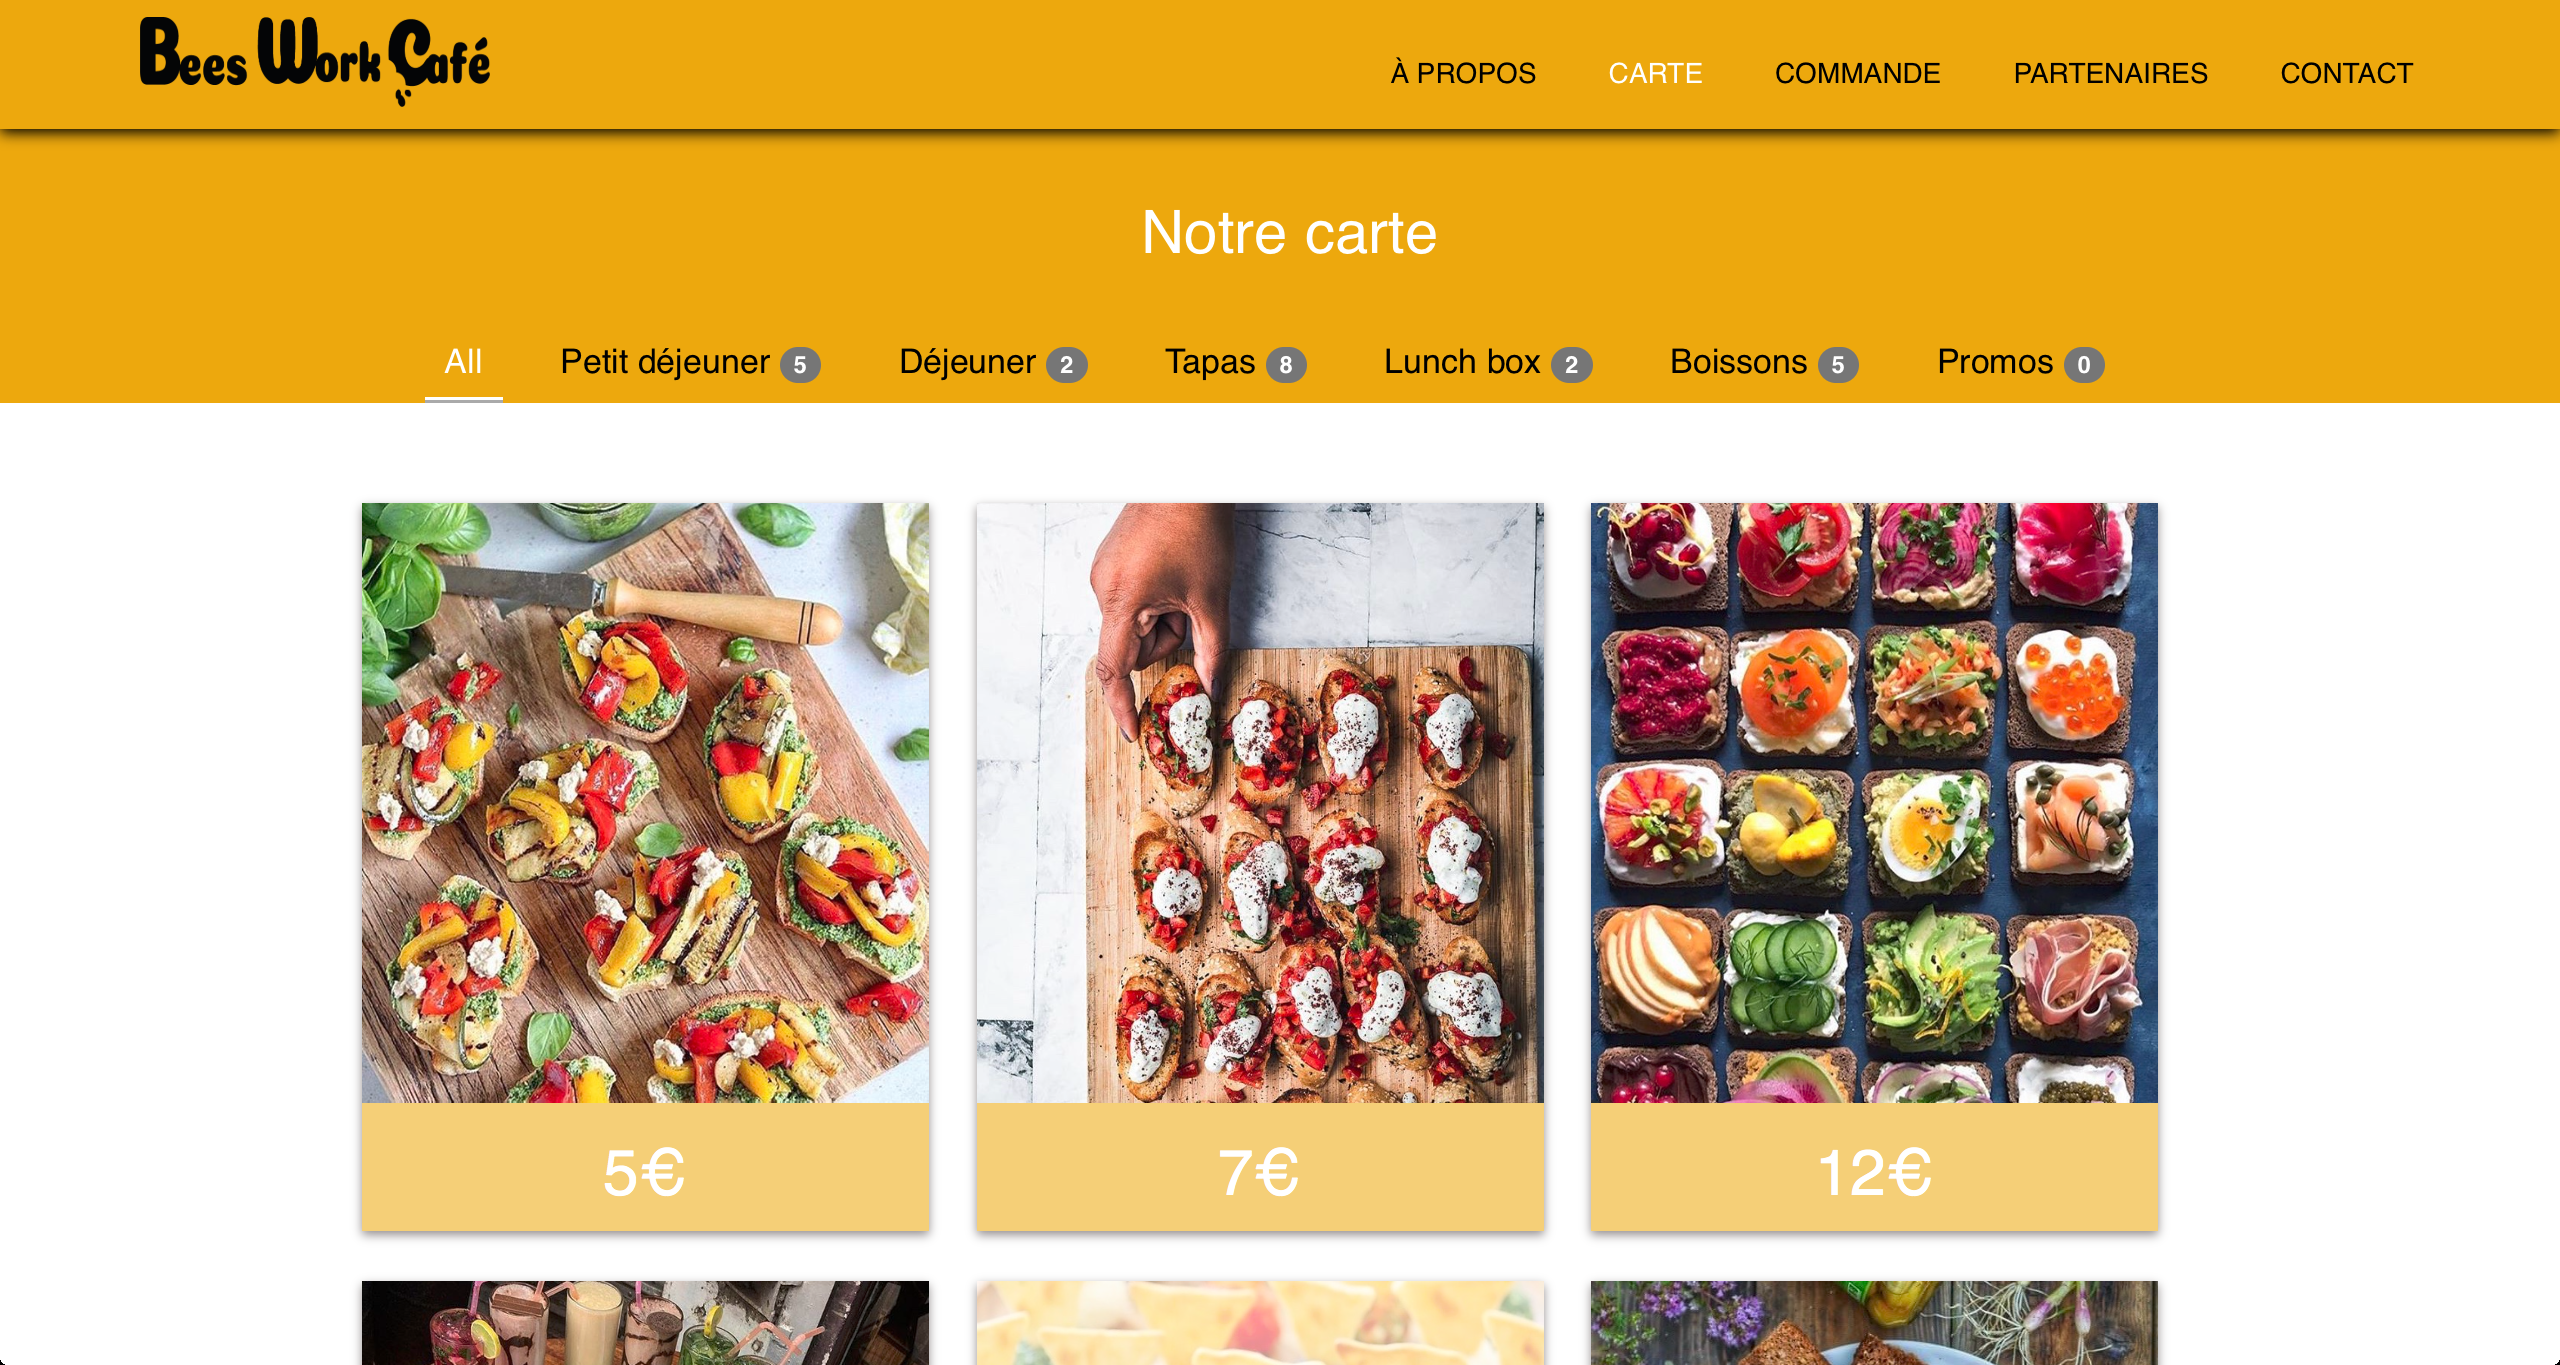 Bees Work Café
À PROPOS CARTE COMMANDE PARTENAIRES CONTACT
Notre carte
All Petit déjeuner 5 Déjeuner 2 Tapas 8 Lunch box 2 Boissons 5 Promos 0
5€ 7€ 12€